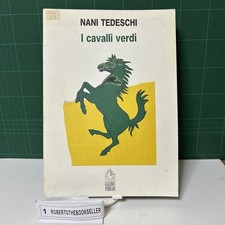 NANI TEDESCHI
I cavalli verdi
1 ROBERTOTHEBOOKSELLER